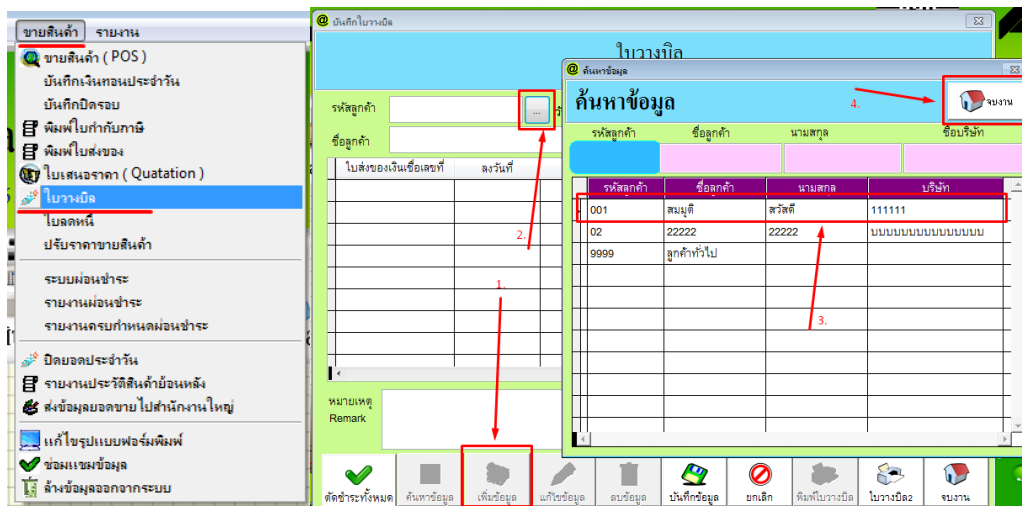 ขายสินค้า รายงาน
ขายสินค้า ( POS )
บันทึกเงินทอนประจำวัน
บันทึกปิดรอบ
พิมพ์ใบกำกับภาษี
พิมพ์ใบส่งของ
ใบเสนอราคา ( Quatation )
ใบวางบิล
ใบลดหนี้
ปรับราคาขายสินค้า
ระบบผ่อนชำระ
รายงานผ่อนชำระ
รายงานครบกำหนดผ่อนชำระ
ปิดยอดประจำวัน
รายงานประวัติสินค้าย้อนหลัง
ส่งข้อมูลยอดขายไปสำนักงานใหญ่
แก้ไขรูปแบบฟอร์มพิมพ์
ซ่อมแซมข้อมูล
ล้างข้อมูลออกจากระบบ
บันทึกใบวางบิล
ใบวางบิล
รหัสลูกค้า ...
ชื่อลูกค้า
ใบส่งของเงินเชื่อเลขที่ ลงวันที่
2.
1.
หมายเหตุ
Remark
ตัดชำระทั้งหมด ค้นหาข้อมูล เพิ่มข้อมูล แก้ไขข้อมูล ลบข้อมูล บันทึกข้อมูล ยกเลิก พิมพ์ใบวางบิล ใบวางบิล2 จบงาน
ค้นหาข้อมูล
ค้นหาข้อมูล 4. จบงาน
รหัสลูกค้า ชื่อลูกค้า นามสกุล ชื่อบริษัท
รหัสลูกค้า ชื่อลูกค้า นามสกุล บริษัท
001 สมมุติ สวัสดี 111111
02 22222 22222 บบบบบบบบบบบบบบบ
9999 ลูกค้าทั่วไป
3.